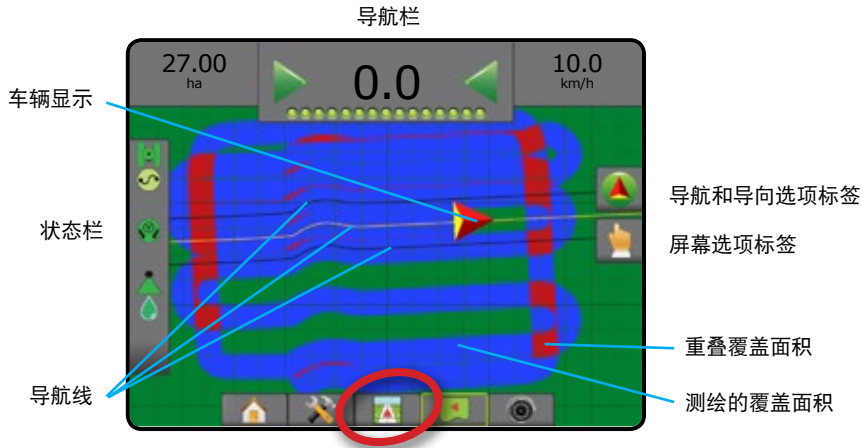 导航栏
27.00
ha
0.0
10.0
km/h
车辆显示
导航和导向选项标签
状态栏
屏幕选项标签
重叠覆盖面积
导航线
测绘的覆盖面积